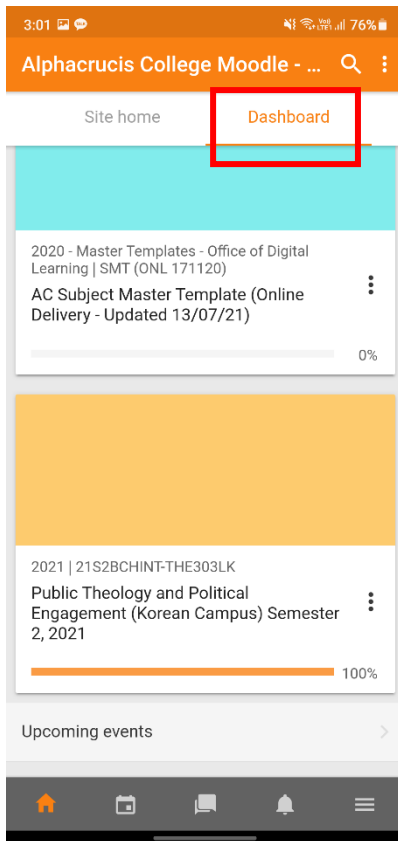 3:01 76%
Alphacrucis College Moodle - ...
Site home Dashboard
2020 - Master Templates - Office of Digital
Learning | SMT (ONL 171120)
AC Subject Master Template (Online
Delivery - Updated 13/07/21)
0%
2021 | 21S2BCHINT-THE303LK
Public Theology and Political
Engagement (Korean Campus) Semester
2, 2021
100%
Upcoming events